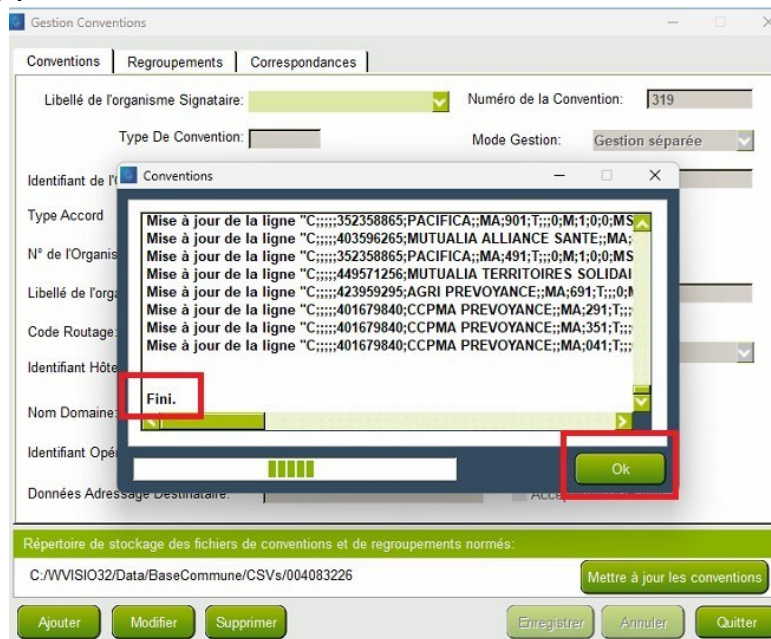 Gestion Conventions
Conventions Regroupements Correspondances
Libellé de l'organisme Signataire: Numéro de la Convention: 319
Type De Convention: Mode Gestion: Gestion séparée
Identifiant de l'
Conventions
Type Accord
N° de l'Organis
Libellé de l'orga
Code Routage:
Identifiant Hôte
Nom Domaine:
Identifiant Opé
Mise à jour de la ligne "C;;;;;352358865;PACIFICA;;MA;901;T;;;0;M;1;0;0;MS
Mise à jour de la ligne "C;;;;;403596265;MUTUALIA ALLIANCE SANTE;;MA;
Mise à jour de la ligne "C;;;;;352358865;PACIFICA;;MA;491;T;;;0;M;1;0;0;MS
Mise à jour de la ligne "C;;;;;449571256;MUTUALIA TERRITOIRES SOLIDAI
Mise à jour de la ligne "C;;;;;423959295;AGRI PREVOYANCE;;MA;691;T;;;0;M
Mise à jour de la ligne "C;;;;;401679840;CCPMA PREVOYANCE;;MA;291;T;;;
Mise à jour de la ligne "C;;;;;401679840;CCPMA PREVOYANCE;;MA;351;T;;;
Mise à jour de la ligne "C;;;;;401679840;CCPMA PREVOYANCE;;MA;041;T;;;
Fini.
Ok
Données Adressage Destinataire:
Répertoire de stockage des fichiers de conventions et de regroupements normés:
C:/WVISIO32/Data/BaseCommune/CSVs/004083226 Mettre à jour les conventions
Ajouter Modifier Supprimer Enregistrer Annuler Quitter